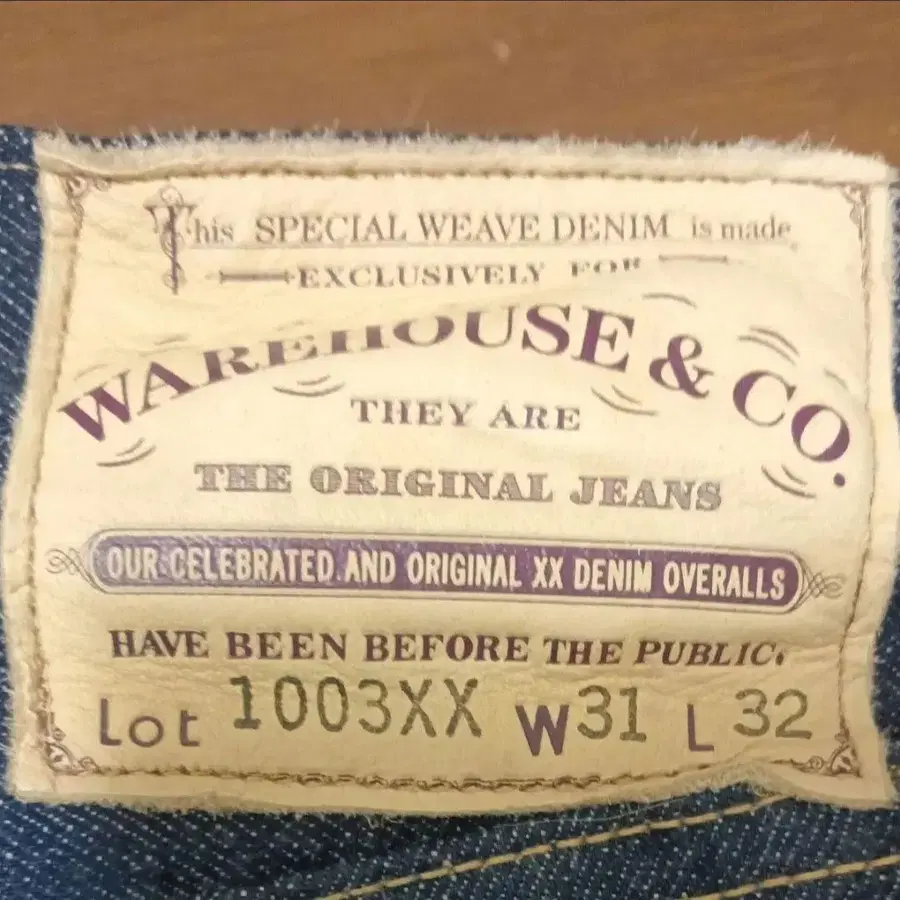 This SPECIAL WEAVE DENIM is made
EXCLUSIVELY FOR
WAREHOUSE & CO.
THEY ARE
THE ORIGINAL JEANS
OUR CELEBRATED AND ORIGINAL XX DENIM OVERALLS
HAVE BEEN BEFORE THE PUBLIC.
Lot 1003XX W31 L 32